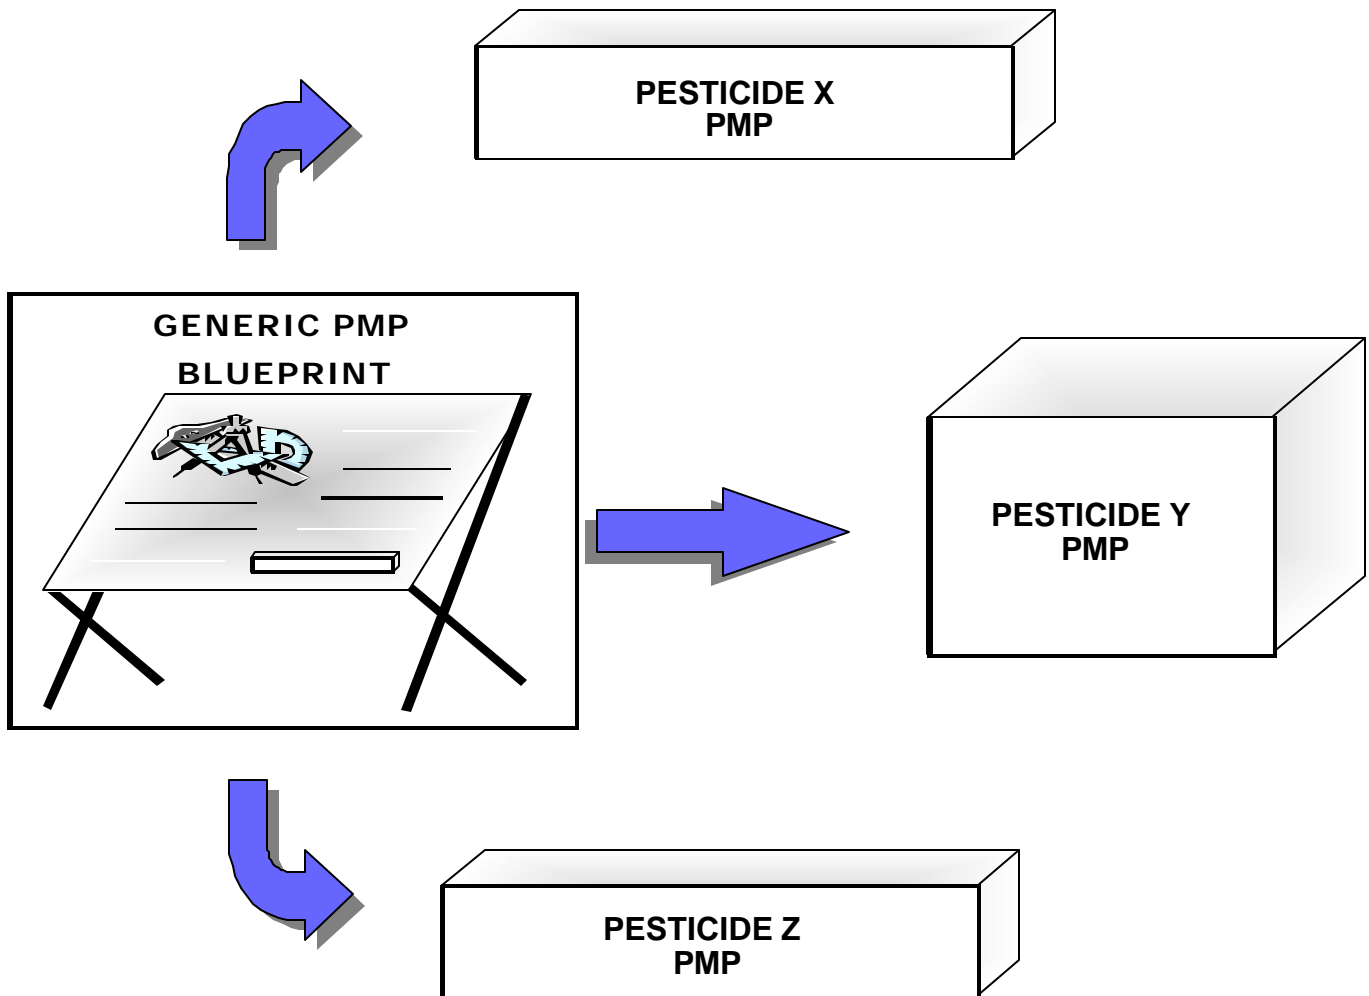 PESTICIDE X
PMP
GENERIC PMP
BLUEPRINT
PESTICIDE Y
PMP
PESTICIDE Z
PMP